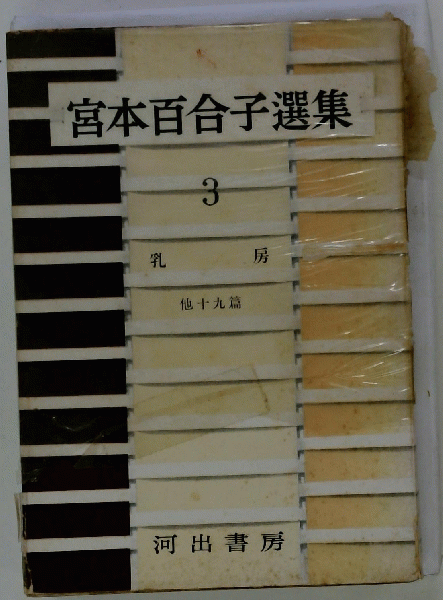 宮本百合子選集
3
乳房
他十九篇
河出書房